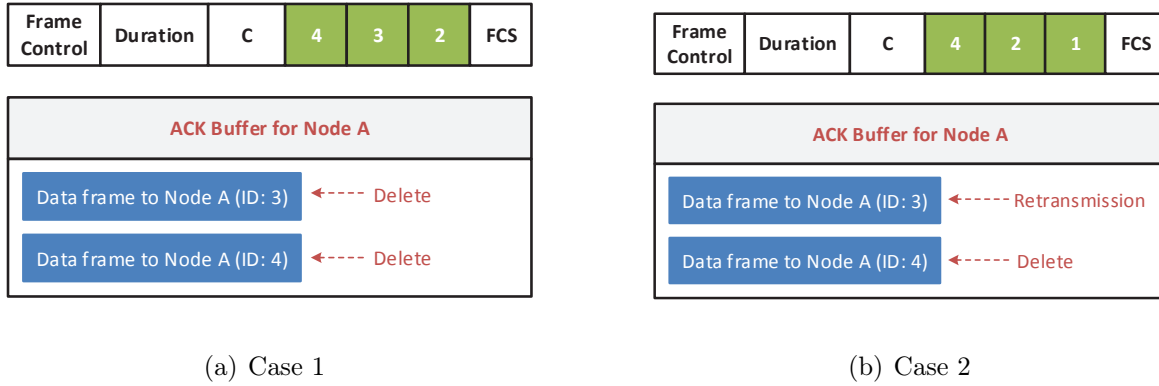 Frame Control Duration C 4 3 2 FCS
ACK Buffer for Node A
Data frame to Node A (ID: 3) Delete
Data frame to Node A (ID: 4) Delete
(a) Case 1
Frame Control Duration C 4 2 1 FCS
ACK Buffer for Node A
Data frame to Node A (ID: 3) Retransmission
Data frame to Node A (ID: 4) Delete
(b) Case 2